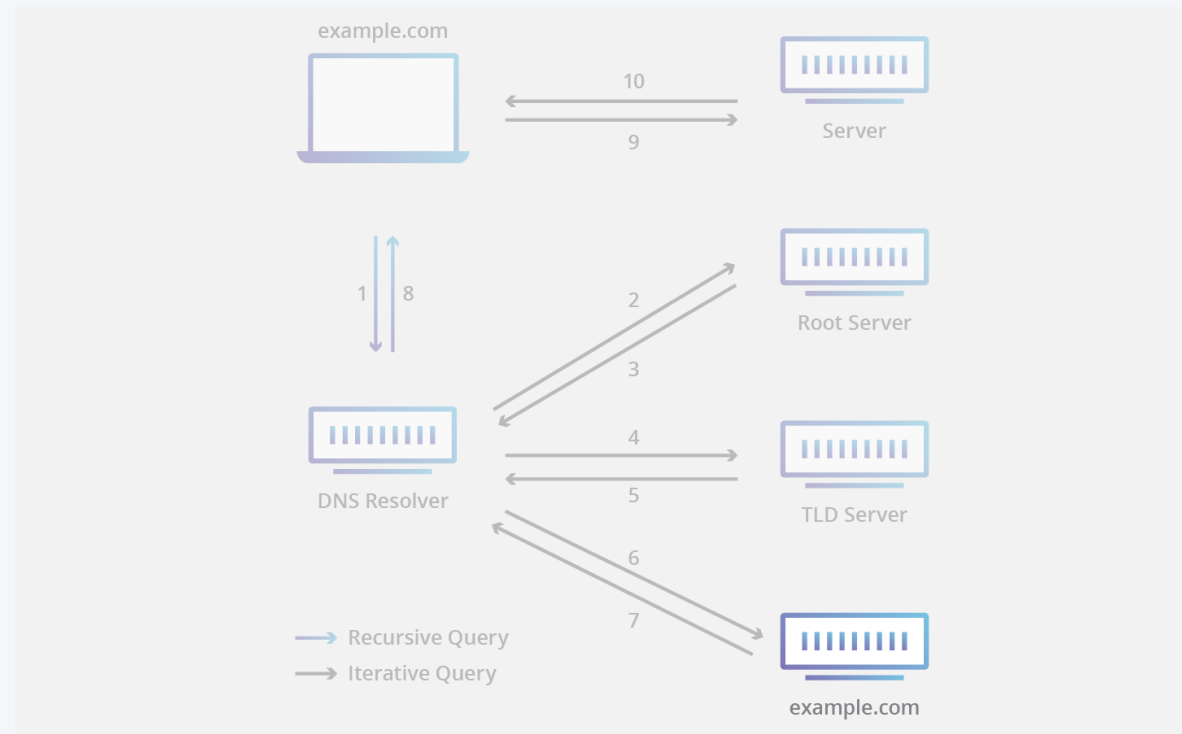 example.com
10
9
Server
1
8
2
3
Root Server
4
5
DNS Resolver
TLD Server
6
7
Recursive Query
Iterative Query
example.com